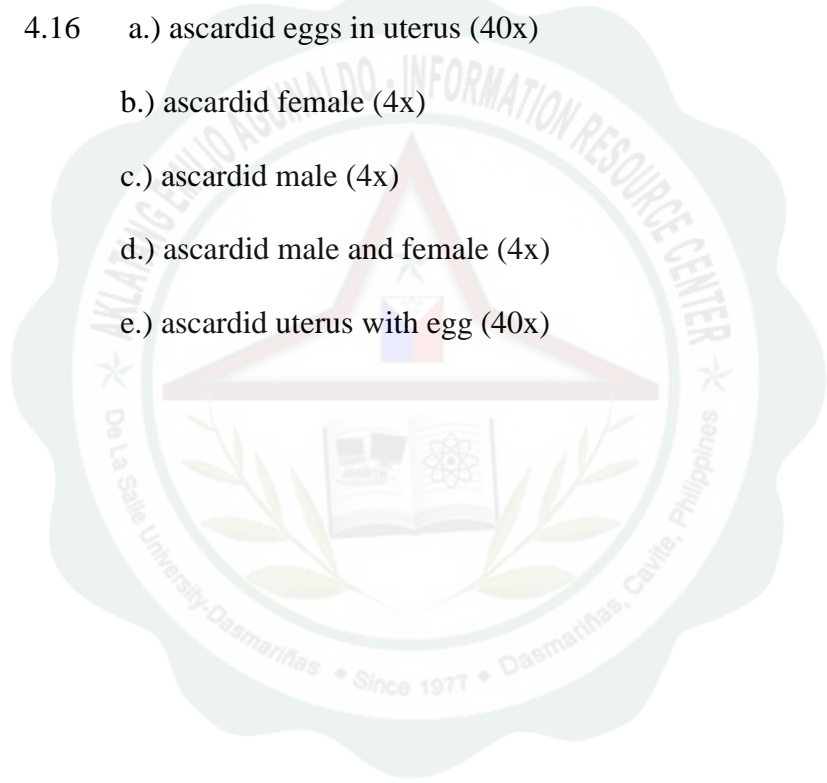 4.16 a.) ascardid eggs in uterus (40x)
b.) ascardid female (4x)
c.) ascardid male (4x)
d.) ascardid male and female (4x)
e.) ascardid uterus with egg (40x)
AKLATANG EMILIO AGUINALDO - INFORMATION RESOURCE CENTER
De La Salle University-Dasmariñas • Since 1977 • Dasmariñas, Cavite, Philippines